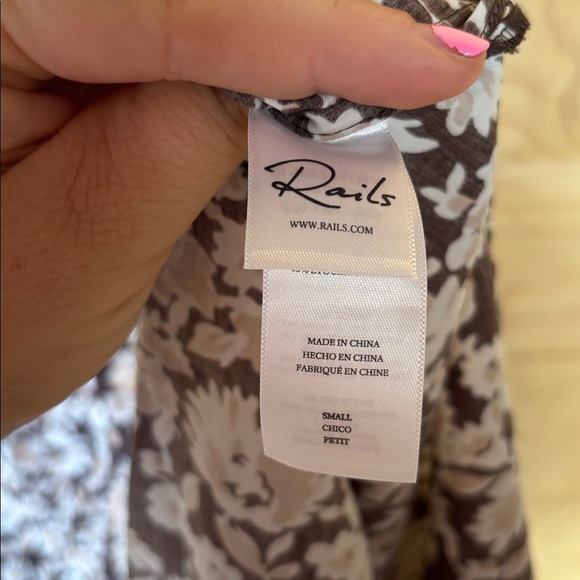 Rails
WWW.RAILS.COM
MADE IN CHINA
HECHO EN CHINA
FABRIQUÉ EN CHINE
SMALL
CHICO
PETIT